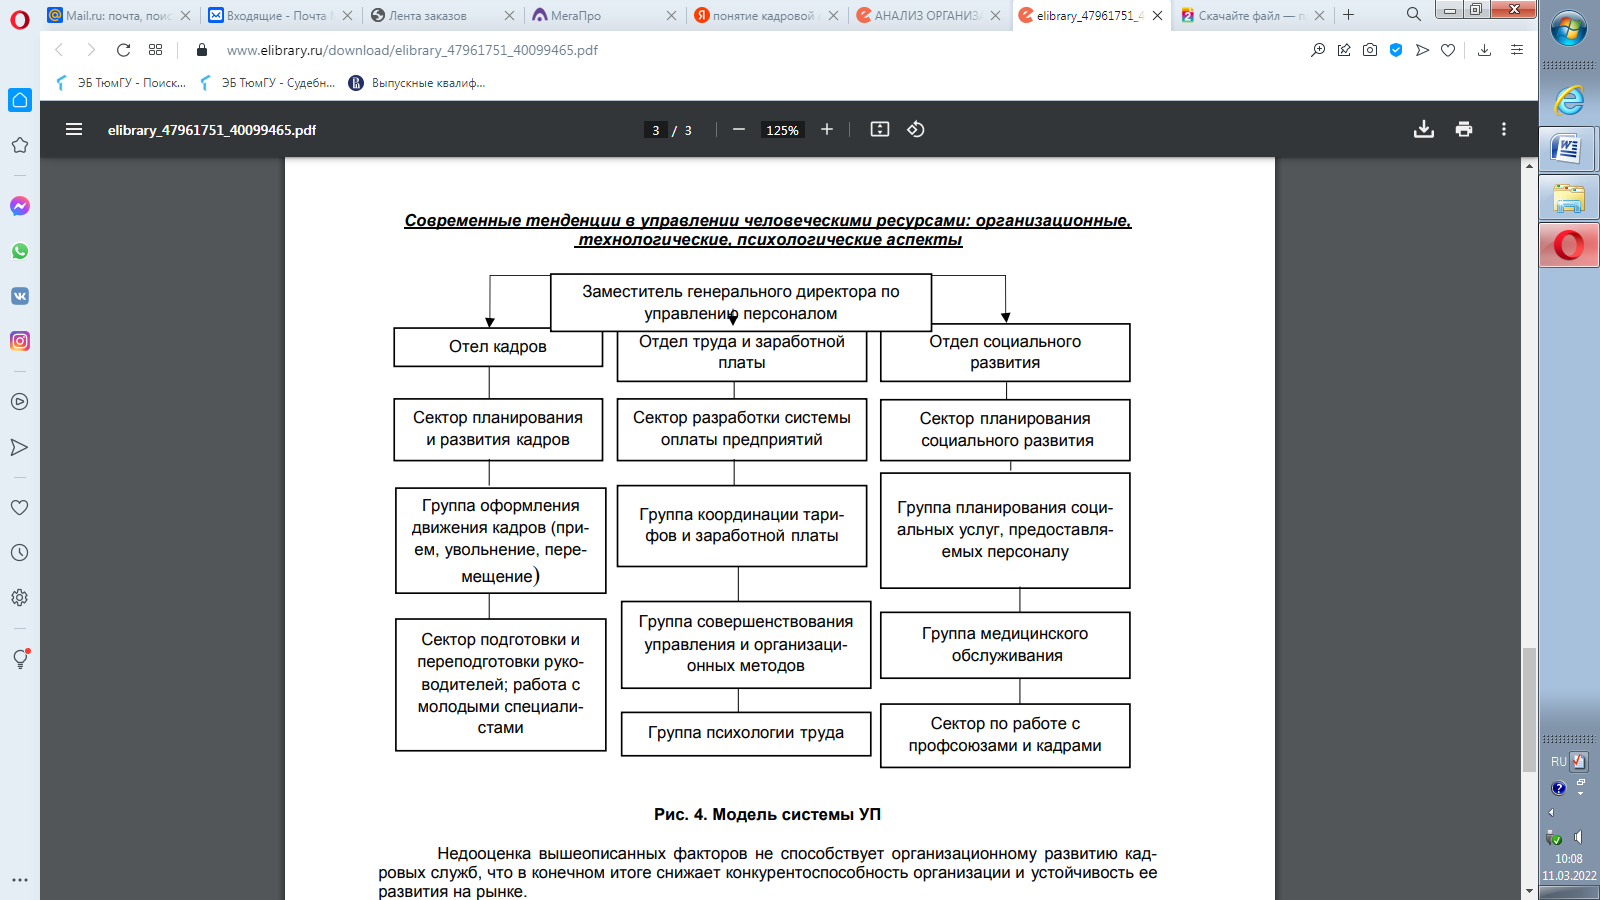 Mail.ru: почта, поис
Входящие - Почта
Лента заказов
МегаПро
понятие кадровой
АНАЛИЗ ОРГАНИЗА
elibrary_47961751_4
Скачайте файл — п
www.elibrary.ru/download/elibrary_47961751_40099465.pdf
ЭБ ТюмГУ - Поиск...
ЭБ ТюмГУ - Судебн...
Выпускные квалиф...
elibrary_47961751_40099465.pdf
3 / 3
125%
Современные тенденции в управлении человеческими ресурсами: организационные,
технологические, психологические аспекты
Заместитель генерального директора по
управлению персоналом
Отел кадров
Отдел труда и заработной
платы
Отдел социального
развития
Сектор планирования
и развития кадров
Сектор разработки системы
оплаты предприятий
Сектор планирования
социального развития
Группа оформления
движения кадров (при-
ем, увольнение, пере-
мещение)
Группа координации тари-
фов и заработной платы
Группа планирования соци-
альных услуг, предоставля-
емых персоналу
Сектор подготовки и
переподготовки руко-
водителей; работа с
молодыми специали-
стами
Группа совершенствования
управления и организаци-
онных методов
Группа медицинского
обслуживания
Группа психологии труда
Сектор по работе с
профсоюзами и кадрами
Рис. 4. Модель системы УП
Недооценка вышеописанных факторов не способствует организационному развитию кад-
ровых служб, что в конечном итоге снижает конкурентоспособность организации и устойчивость ее
развития на рынке.
RU
10:08
11.03.2022